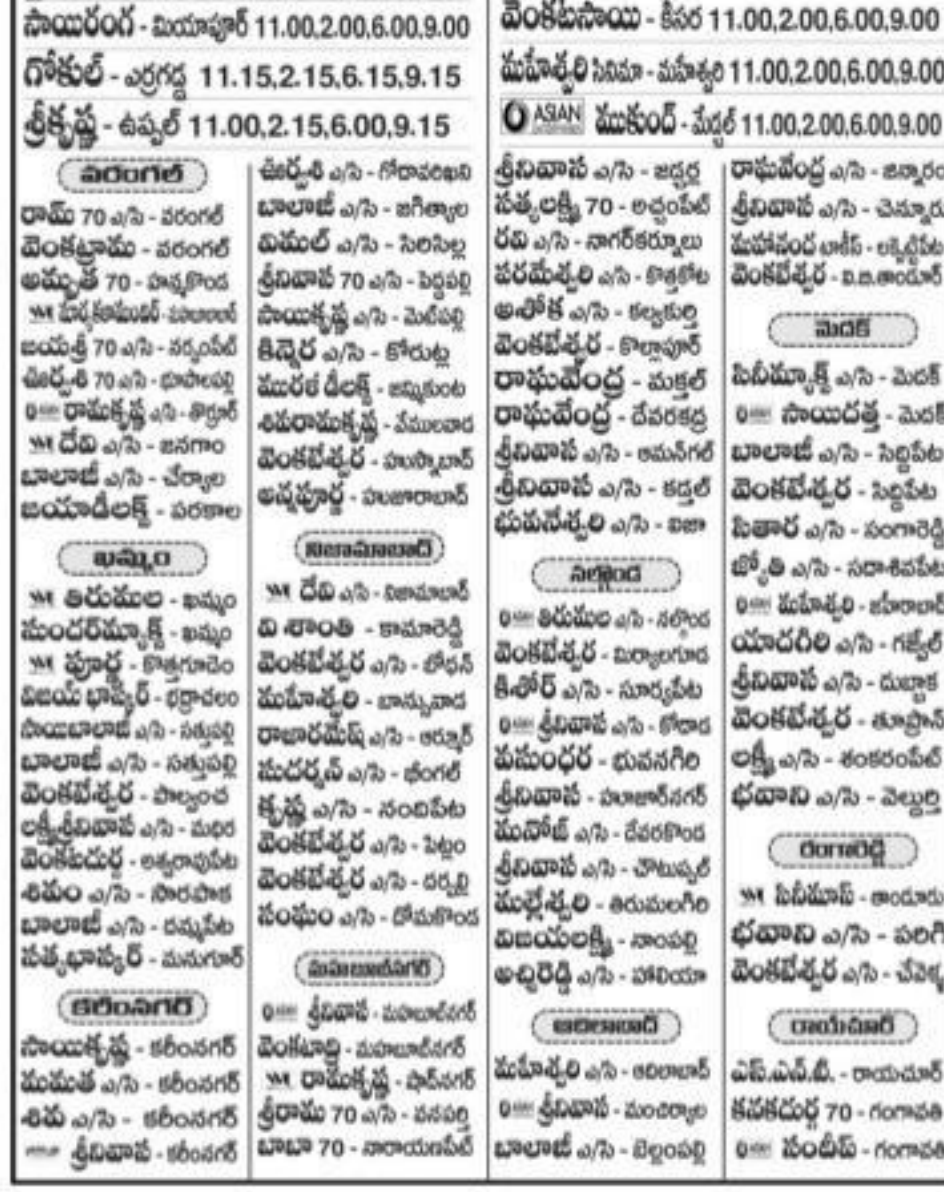 సాయిరంగ - మియాపూర్ 11.00,2.00,6.00,9.00
గోకుల్ - ఎర్రగడ్డ 11.15,2.15,6.15,9.15
శ్రీకృష్ణ - ఉప్పల్ 11.00,2.15,6.00,9.15
వెంకటసాయి - కీసర 11.00,2.00,6.00,9.00
మహేశ్వరి సినిమా - మహేశ్వరి 11.00,2.00,6.00,9.00
ASIAN ముకుంద్ - మేడ్చల్ 11.00,2.00,6.00,9.00
వరంగల్
రామ్ 70 ఎ/సి - వరంగల్
వెంకట్రామ - వరంగల్
అమృత 70 - హన్మకొండ
జయశ్రీ 70 ఎ/సి - నర్సంపేట్
ఊర్వశి 70 ఎ/సి - భూపాలపల్లి
రామకృష్ణ ఎ/సి - తొర్రూర్
దేవి ఎ/సి - జనగాం
బాలాజీ ఎ/సి - చేర్యాల
జయాడీలక్స్ - పరకాల
ఖమ్మం
తిరుమల - ఖమ్మం
సుందర్‌మ్యాక్స్ - ఖమ్మం
పూర్ణ - కొత్తగూడెం
విజయ్ భాస్కర్ - భద్రాచలం
సాయిబాలాజీ ఎ/సి - సత్తుపల్లి
బాలాజీ ఎ/సి - సత్తుపల్లి
వెంకటేశ్వర - పాల్వంచ
లక్ష్మీశ్రీనివాస ఎ/సి - మధిర
వెంకటదుర్గ - అశ్వరావుపేట
శివం ఎ/సి - సారపాక
బాలాజీ ఎ/సి - దమ్మపేట
సత్యభాస్కర్ - మనుగూర్
కరీంనగర్
సాయికృష్ణ - కరీంనగర్
మమత ఎ/సి - కరీంనగర్
శివ ఎ/సి - కరీంనగర్
శ్రీనివాస - కరీంనగర్
ఊర్వశి ఎ/సి - గోదావరిఖని
బాలాజీ ఎ/సి - జగిత్యాల
విమల్ ఎ/సి - సిరిసిల్ల
శ్రీనివాస 70 ఎ/సి - పెద్దపల్లి
సాయికృష్ణ ఎ/సి - మెట్‌పల్లి
కిన్నెర ఎ/సి - కోరుట్ల
మురళి డీలక్స్ - జమ్మికుంట
శివరామకృష్ణ - వేములవాడ
వెంకటేశ్వర - హుస్నాబాద్
అన్నపూర్ణ - హుజూరాబాద్
నిజామాబాద్
దేవి ఎ/సి - నిజామాబాద్
వి శాంతి - కామారెడ్డి
వెంకటేశ్వర ఎ/సి - బోధన్
మహేశ్వరి - బాన్సువాడ
రాజారమేష్ ఎ/సి - ఆర్మూర్
సుదర్శన్ ఎ/సి - భీంగల్
కృష్ణ ఎ/సి - నందిపేట
వెంకటేశ్వర ఎ/సి - పిట్లం
వెంకటేశ్వర ఎ/సి - దర్పల్లి
సంఘం ఎ/సి - దోమకొండ
మహబూబ్‌నగర్
శ్రీనివాస - మహబూబ్‌నగర్
వెంకటాద్రి - మహబూబ్‌నగర్
రామకృష్ణ - షాద్‌నగర్
శ్రీరామ 70 ఎ/సి - వనపర్తి
బాబా 70 - నారాయణపేట్
శ్రీనివాస ఎ/సి - జడ్చర్ల
సత్యలక్ష్మి 70 - అచ్చంపేట్
రవి ఎ/సి - నాగర్‌కర్నూలు
పరమేశ్వరి ఎ/సి - కొత్తకోట
అశోక ఎ/సి - కల్వకుర్తి
వెంకటేశ్వర - కొల్లాపూర్
రాఘవేంద్ర - మక్తల్
రాఘవేంద్ర - దేవరకద్ర
శ్రీనివాస ఎ/సి - ఆమన్‌గల్
శ్రీనివాస ఎ/సి - కడ్తల్
భువనేశ్వరి ఎ/సి - ఐజా
నల్గొండ
తిరుమల ఎ/సి - నల్గొండ
వెంకటేశ్వర - మిర్యాలగూడ
కిశోర్ ఎ/సి - సూర్యపేట
శ్రీనివాస ఎ/సి - కోదాడ
వసుంధర - భువనగిరి
శ్రీనివాస - హుజూర్‌నగర్
మనోజ్ ఎ/సి - దేవరకొండ
శ్రీనివాస ఎ/సి - చౌటుప్పల్
మల్లేశ్వరి - తిరుమలగిరి
విజయలక్ష్మి - నాంపల్లి
అచ్చిరెడ్డి ఎ/సి - హాలియా
ఆదిలాబాద్
మహేశ్వరి ఎ/సి - ఆదిలాబాద్
శ్రీనివాస - మంచిర్యాల
బాలాజీ ఎ/సి - బెల్లంపల్లి
రాఘవేంద్ర ఎ/సి - జిన్నారం
శ్రీనివాస ఎ/సి - చెన్నూరు
మహానంద టాకీస్ - లక్సెట్టిపేట
వెంకటేశ్వర - ఐ.బి.తాండూర్
మెదక్
సినీమ్యాక్స్ ఎ/సి - మెదక్
సాయిదత్త - మెదక్
బాలాజీ ఎ/సి - సిద్దిపేట
వెంకటేశ్వర - సిద్దిపేట
సితార ఎ/సి - సంగారెడ్డి
జ్యోతి ఎ/సి - సదాశివపేట
మహేశ్వరి - జహీరాబాద్
యాదగిరి ఎ/సి - గజ్వేల్
శ్రీనివాస ఎ/సి - దుబ్బాక
వెంకటేశ్వర - తూప్రాన్
లక్ష్మీ ఎ/సి - శంకరంపేట్
భవాని ఎ/సి - వెల్దుర్తి
రంగారెడ్డి
సినీమాస్ - తాండూరు
భవాని ఎ/సి - పరిగి
వెంకటేశ్వర ఎ/సి - చేవెళ్ళ
రాయచూర్
ఎస్.ఎన్.టి. - రాయచూర్
కనకదుర్గ 70 - గంగావతి
సందీప్ - గంగావతి